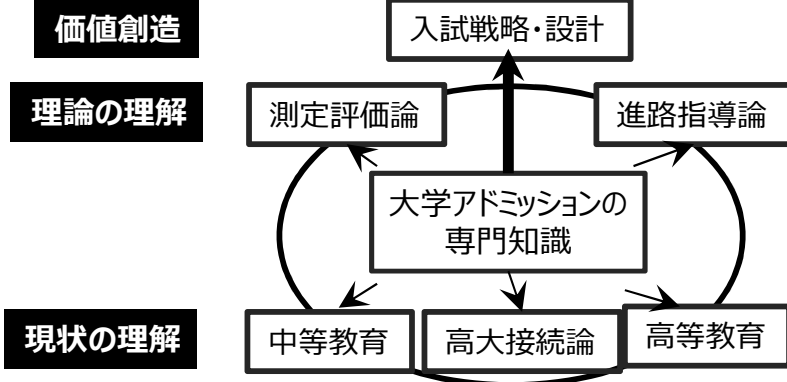 価値創造
入試戦略・設計
理論の理解
測定評価論
進路指導論
大学アドミッションの
専門知識
現状の理解
中等教育
高大接続論
高等教育